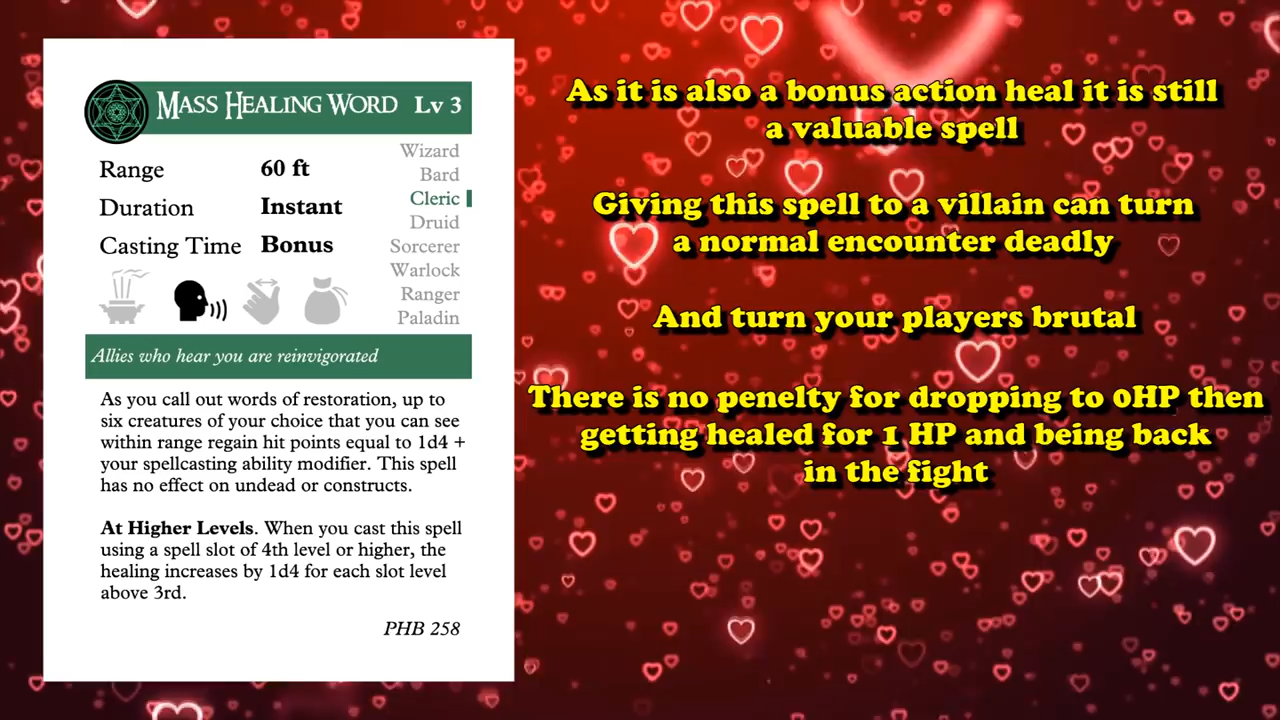 Mass Healing Word Lv 3
Range 60 ft
Duration Instant
Casting Time Bonus
Wizard
Bard
Cleric
Druid
Sorcerer
Warlock
Ranger
Paladin
Allies who hear you are reinvigorated
As you call out words of restoration, up to
six creatures of your choice that you can see
within range regain hit points equal to 1d4 +
your spellcasting ability modifier. This spell
has no effect on undead or constructs.
At Higher Levels. When you cast this spell
using a spell slot of 4th level or higher, the
healing increases by 1d4 for each slot level
above 3rd.
PHB 258
As it is also a bonus action heal it is still
a valuable spell
Giving this spell to a villain can turn
a normal encounter deadly
And turn your players brutal
There is no penelty for dropping to 0HP then
getting healed for 1 HP and being back
in the fight